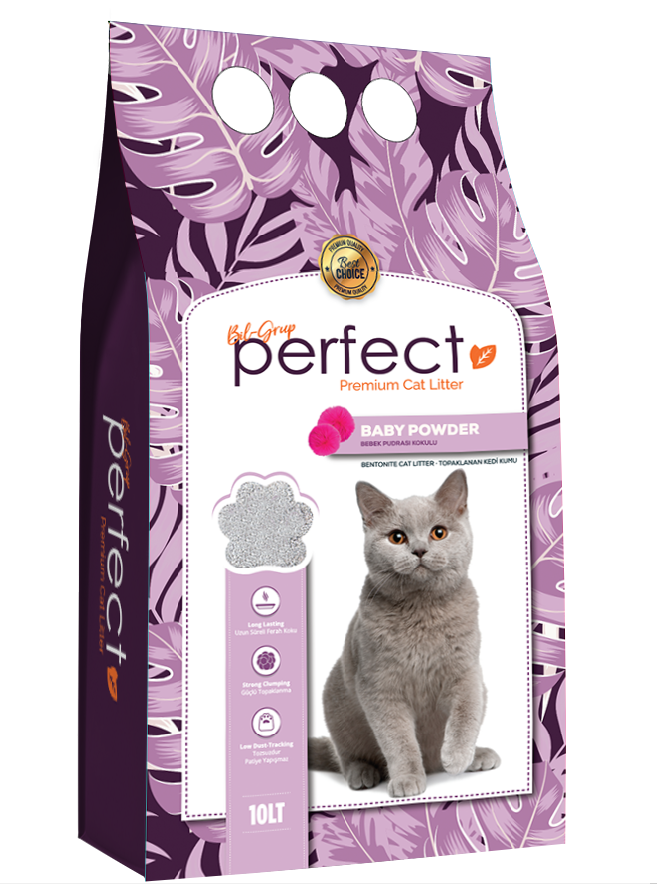 PREMIUM QUALITY
Best
CHOICE
PREMIUM QUALITY
Bil-Grup
perfect
Premium Cat Litter
BABY POWDER
BEBEK PUDRASI KOKULU
BENTONITE CAT LITTER - TOPAKLANAN KEDİ KUMU
Long Lasting
Uzun Süreli Ferah Koku
Strong Clumping
Güçlü Topaklanma
Low Dust-Tracking
Tozsuzdur
Patiye Yapışmaz
10LT
Bil-Grup
perfect
Premium Cat Litter